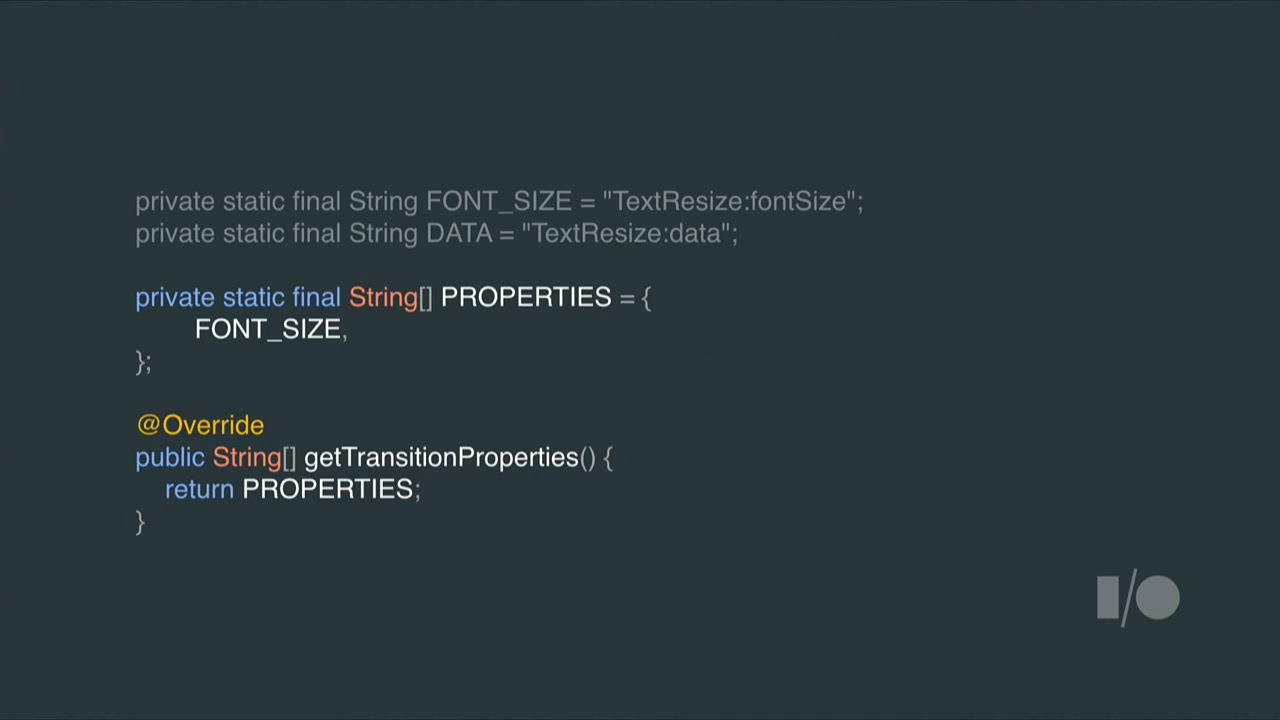 private static final String FONT_SIZE = "TextResize:fontSize";
private static final String DATA = "TextResize:data";
private static final String[] PROPERTIES = {
FONT_SIZE,
};
@Override
public String[] getTransitionProperties() {
return PROPERTIES;
}
I/O